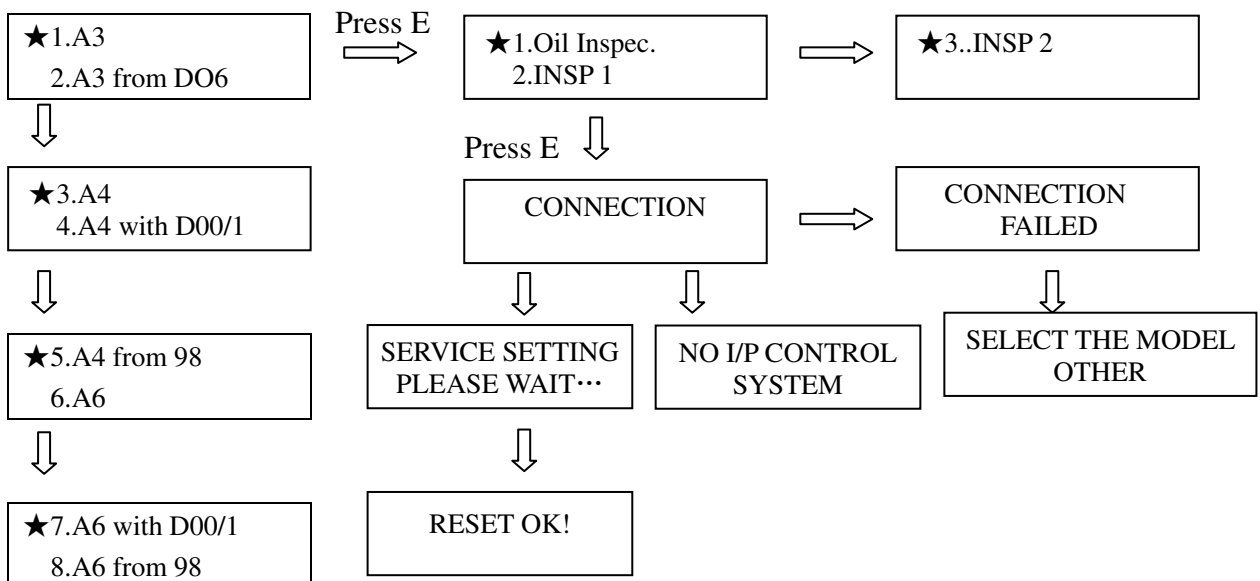 ★1.A3
2.A3 from DO6
Press E
★1.Oil Inspec.
2.INSP 1
★3..INSP 2
★3.A4
4.A4 with D00/1
Press E
CONNECTION
CONNECTION
FAILED
★5.A4 from 98
6.A6
SERVICE SETTING
PLEASE WAIT⋯
NO I/P CONTROL
SYSTEM
SELECT THE MODEL
OTHER
★7.A6 with D00/1
8.A6 from 98
RESET OK!